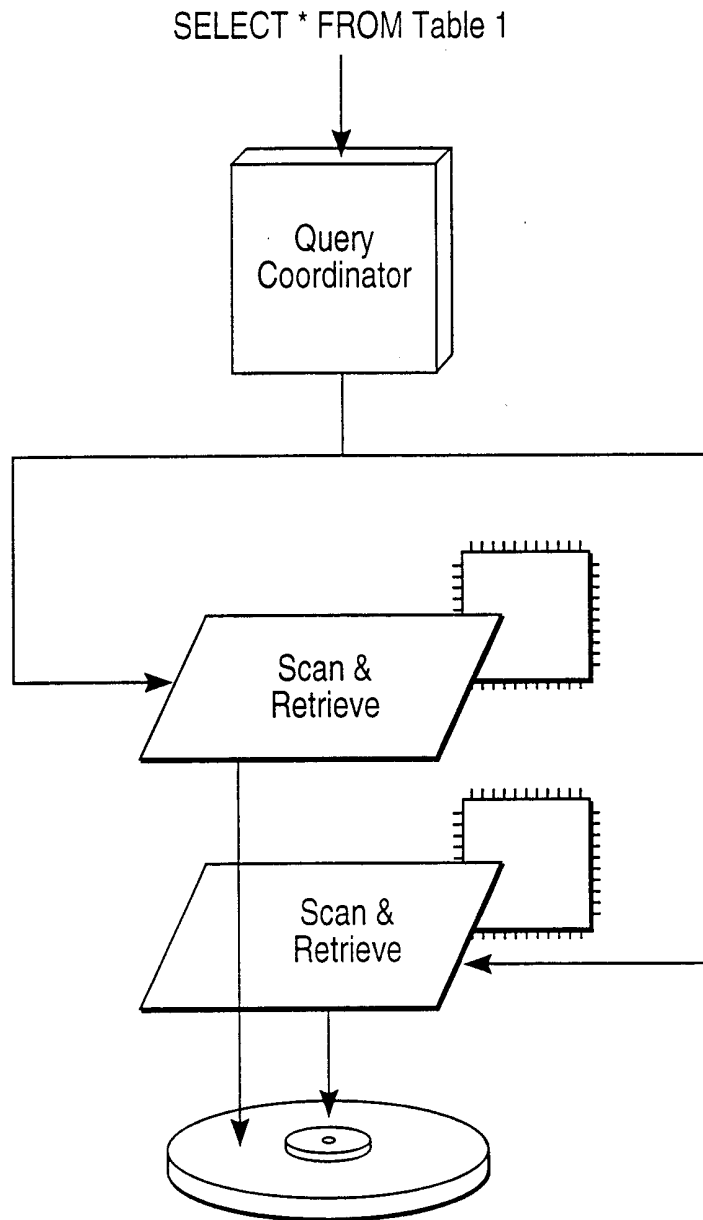 SELECT * FROM Table 1
Query
Coordinator
Scan &
Retrieve
Scan &
Retrieve